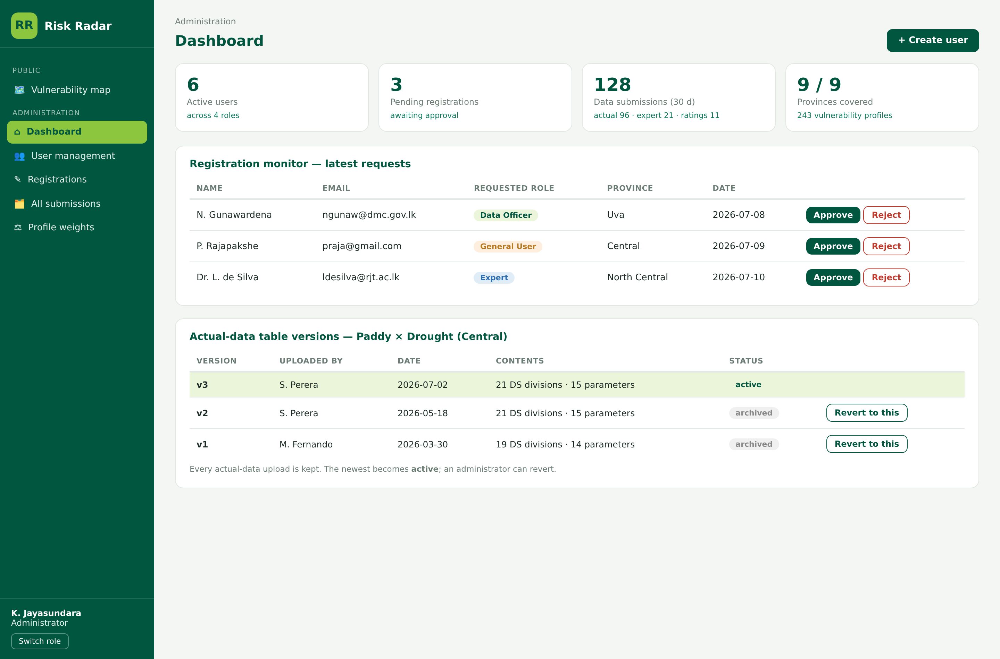 RR Risk Radar
PUBLIC
Vulnerability map
ADMINISTRATION
Dashboard
User management
Registrations
All submissions
Profile weights
K. Jayasundara
Administrator
Switch role
Administration
Dashboard
+ Create user
6
Active users
across 4 roles
3
Pending registrations
awaiting approval
128
Data submissions (30 d)
actual 96 · expert 21 · ratings 11
9 / 9
Provinces covered
243 vulnerability profiles
Registration monitor — latest requests
NAME EMAIL REQUESTED ROLE PROVINCE DATE
N. Gunawardena ngunaw@dmc.gov.lk Data Officer Uva 2026-07-08 Approve Reject
P. Rajapakshe praja@gmail.com General User Central 2026-07-09 Approve Reject
Dr. L. de Silva ldesilva@rjt.ac.lk Expert North Central 2026-07-10 Approve Reject
Actual-data table versions — Paddy × Drought (Central)
VERSION UPLOADED BY DATE CONTENTS STATUS
v3 S. Perera 2026-07-02 21 DS divisions · 15 parameters active
v2 S. Perera 2026-05-18 21 DS divisions · 15 parameters archived Revert to this
v1 M. Fernando 2026-03-30 19 DS divisions · 14 parameters archived Revert to this
Every actual-data upload is kept. The newest becomes active; an administrator can revert.